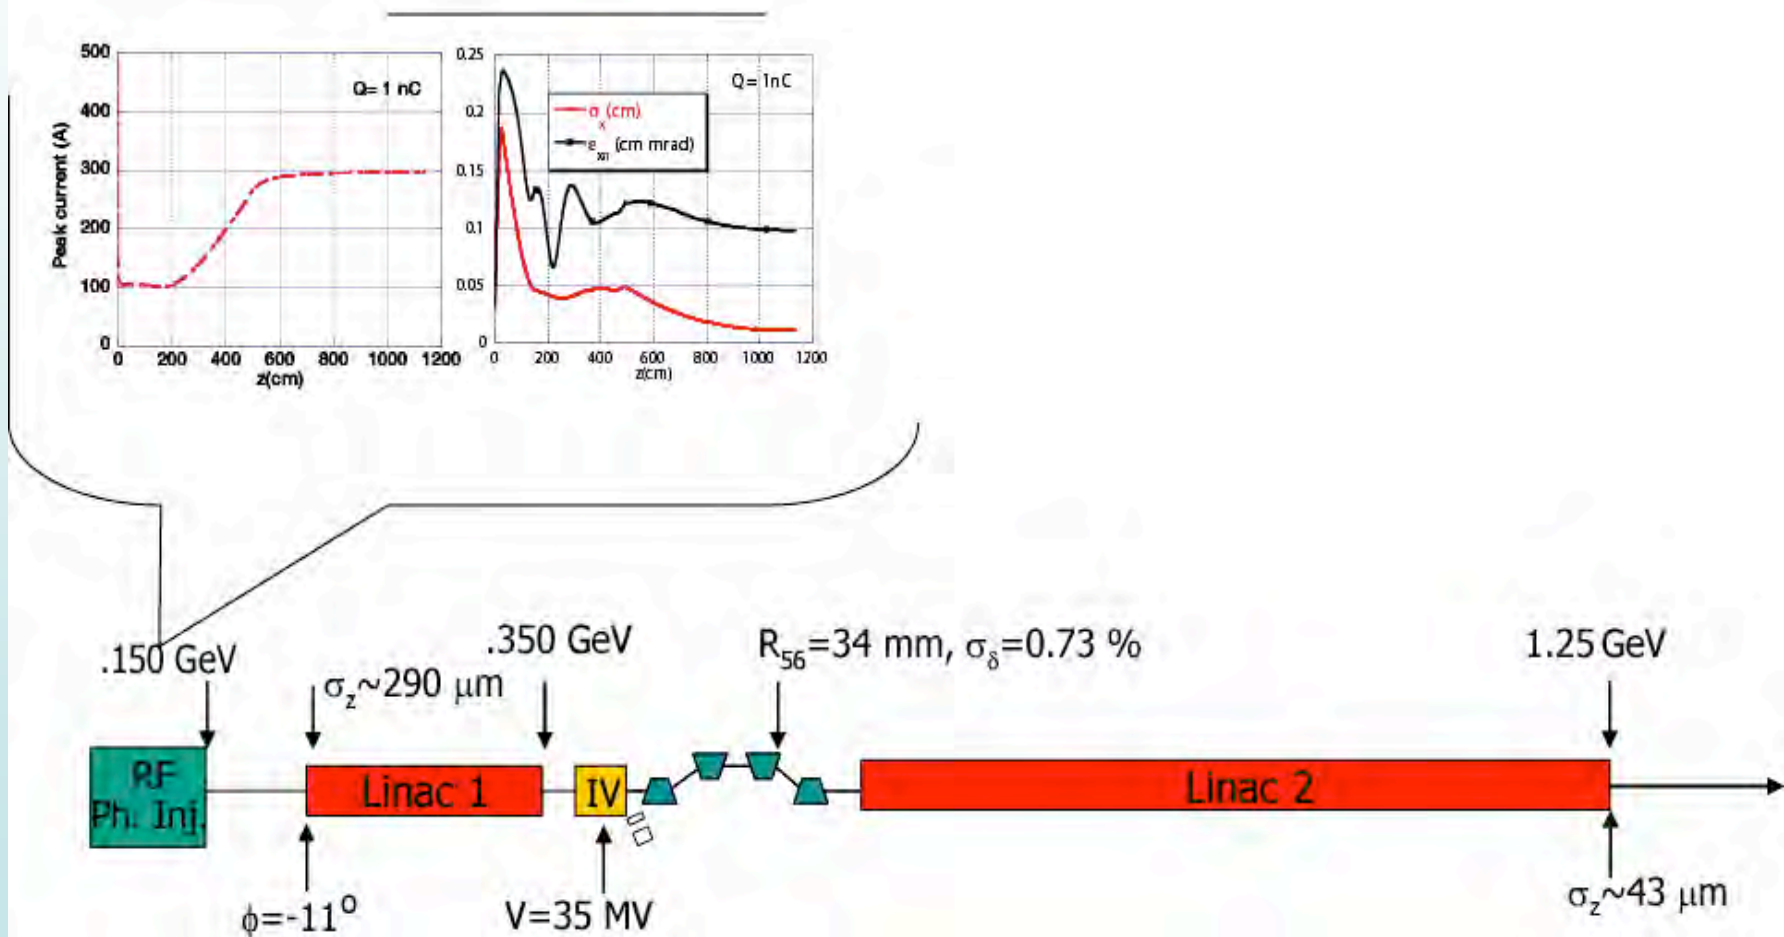 500
400
300
200
100
0
Peak current (A)
Q= 1 nC
0 200 400 600 800 1000 1200
z(cm)
0.25
0.2
0.15
0.1
0.05
0
Q= 1nC
σx (cm)
εxn (cm mrad)
0 200 400 600 800 1000 1200
z(cm)
.150 GeV
σz~290 μm
.350 GeV
R56=34 mm, σδ=0.73 %
1.25 GeV
RF
Ph. Inj.
Linac 1
IV
Linac 2
ϕ=-11o
V=35 MV
σz~43 μm